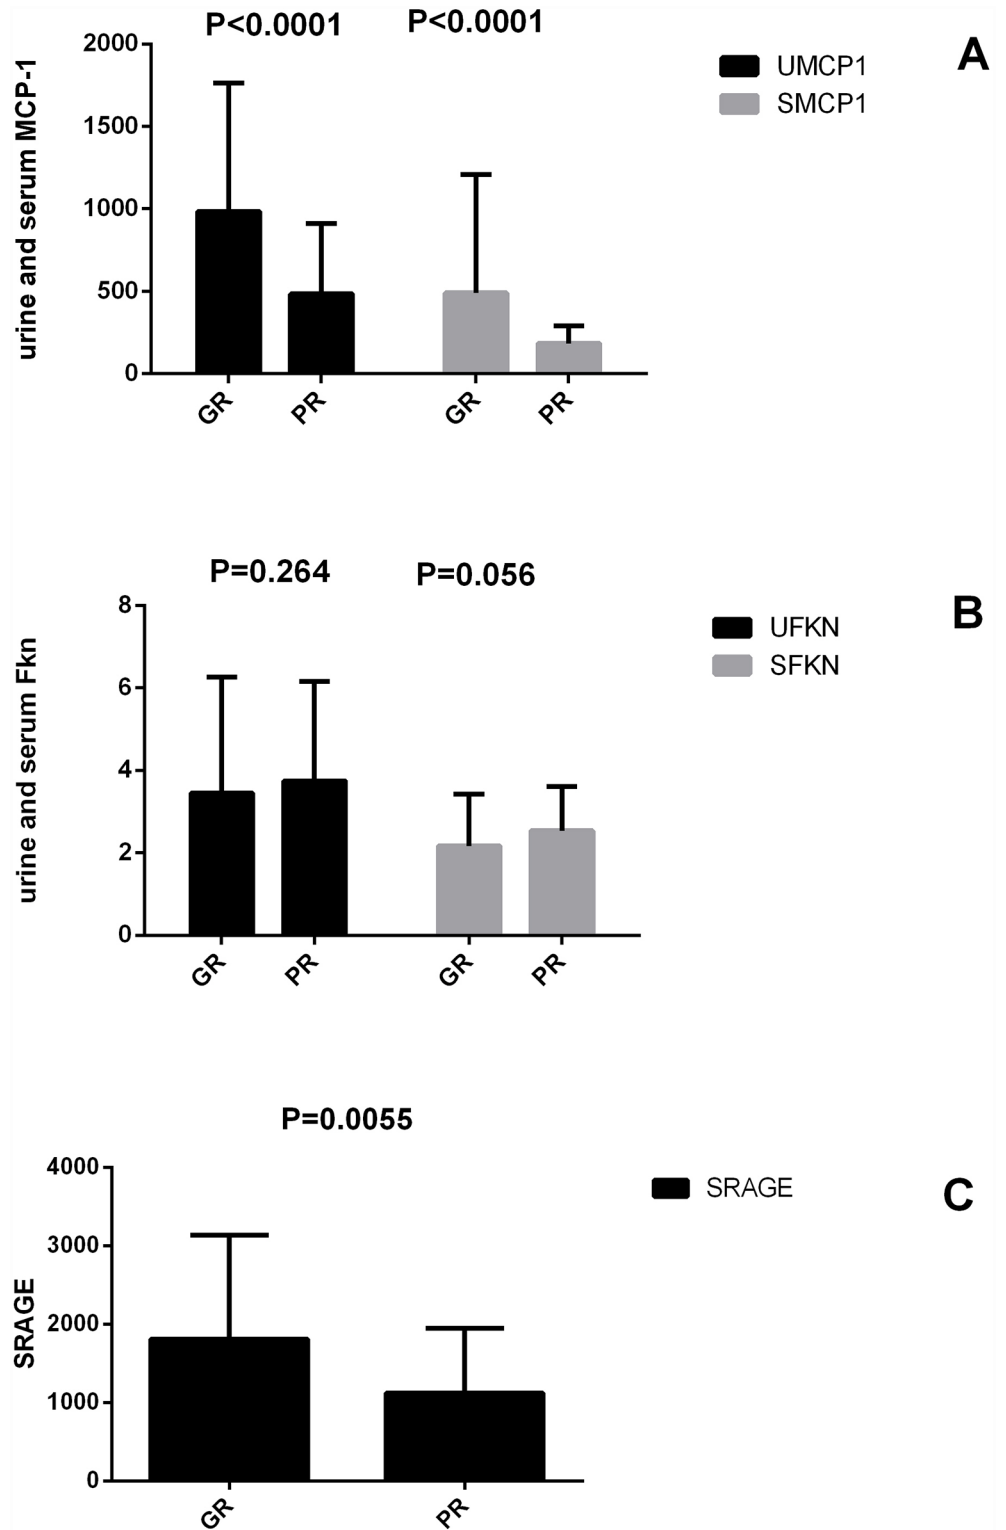 P<0.0001 P<0.0001
A
urine and serum MCP-1
2000
1500
1000
500
0
UMCP1
SMCP1
GR PR GR PR
P=0.264 P=0.056
B
urine and serum Fkn
8
6
4
2
0
UFKN
SFKN
GR PR GR PR
P=0.0055
C
SRAGE
4000
3000
2000
1000
0
SRAGE
GR PR